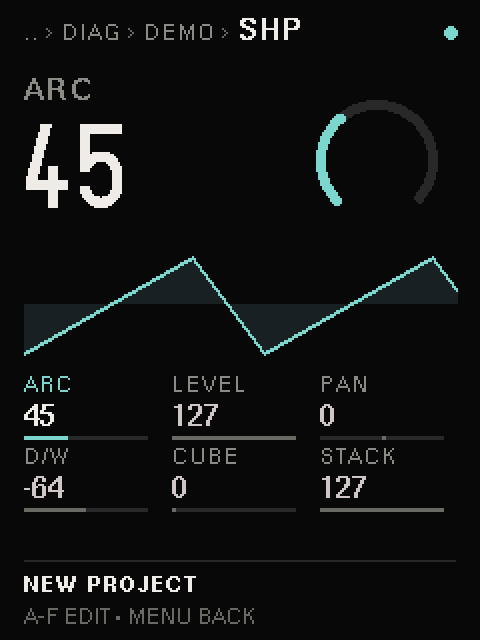 ..› DIAG › DEMO › SHP
ARC
45
ARC LEVEL PAN
45 127 0
D/W CUBE STACK
-64 0 127
NEW PROJECT
A-F EDIT · MENU BACK